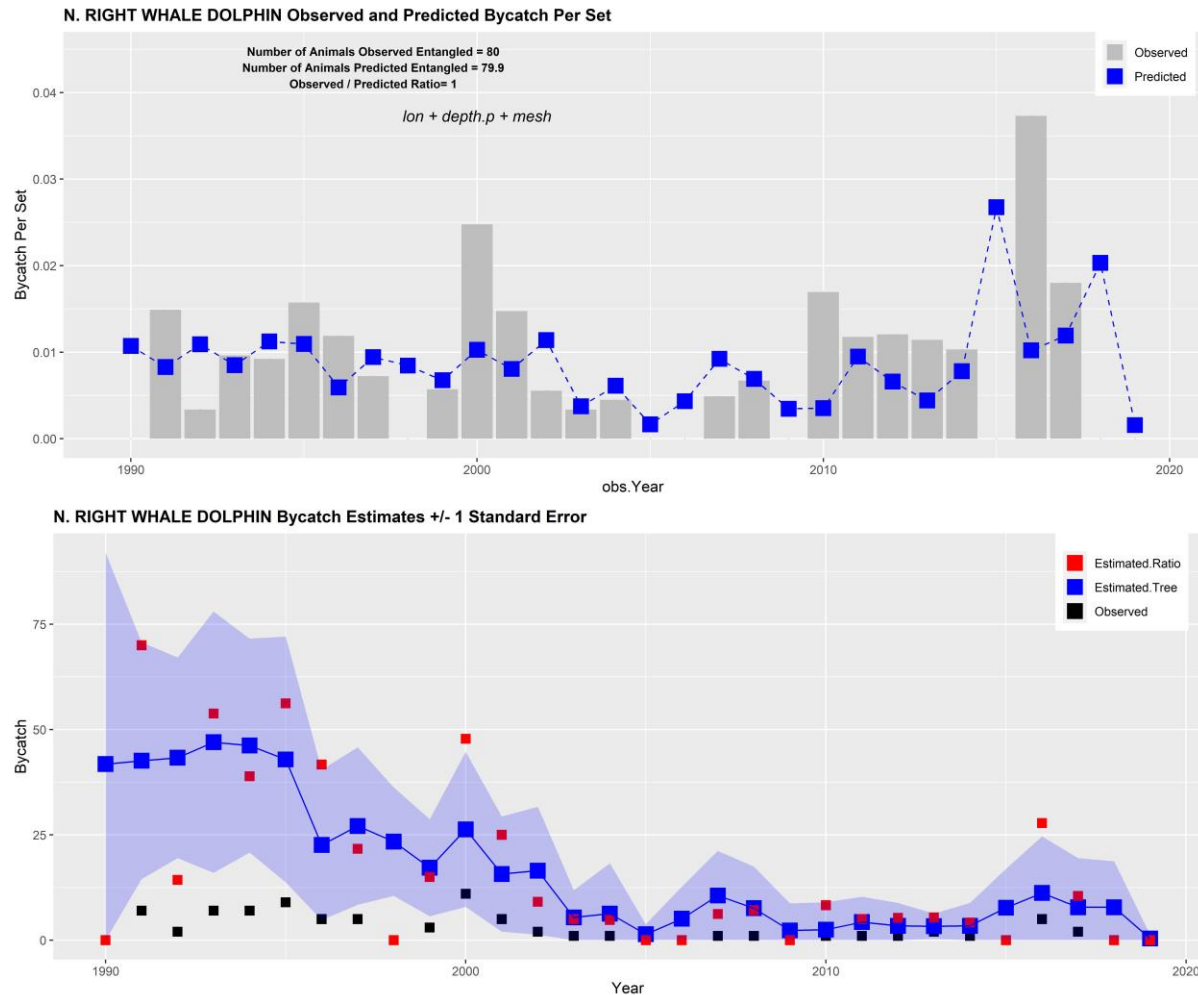 N. RIGHT WHALE DOLPHIN Observed and Predicted Bycatch Per Set
Number of Animals Observed Entangled = 80
Number of Animals Predicted Entangled = 79.9
Observed / Predicted Ratio= 1
lon + depth.p + mesh
Observed
Predicted
Bycatch Per Set
0.04
0.03
0.02
0.01
0.00
1990 2000 2010 2020
obs.Year
N. RIGHT WHALE DOLPHIN Bycatch Estimates +/- 1 Standard Error
Estimated.Ratio
Estimated.Tree
Observed
Bycatch
75
50
25
0
1990 2000 2010 2020
Year